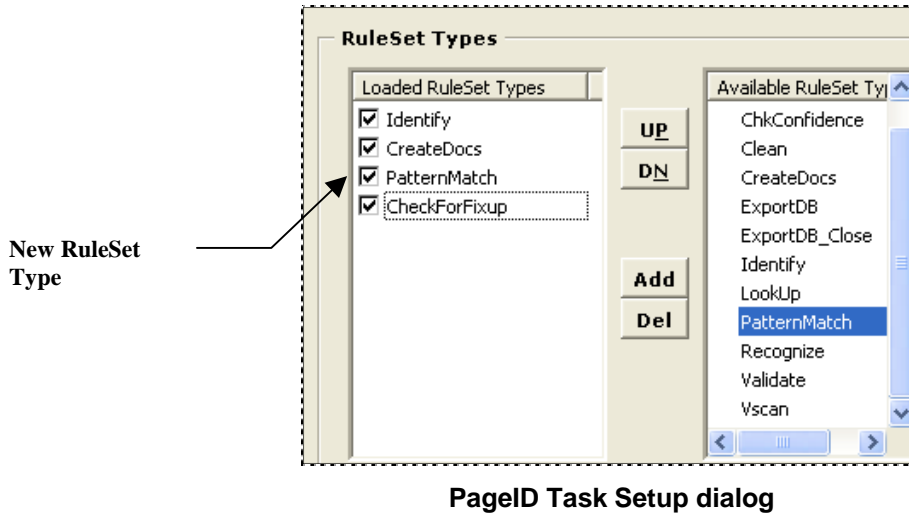 RuleSet Types
Loaded RuleSet Types
Identify
CreateDocs
PatternMatch
CheckForFixup
UP
DN
Add
Del
Available RuleSet Typ
ChkConfidence
Clean
CreateDocs
ExportDB
ExportDB_Close
Identify
LookUp
PatternMatch
Recognize
Validate
Vscan
New RuleSet
Type
PageID Task Setup dialog